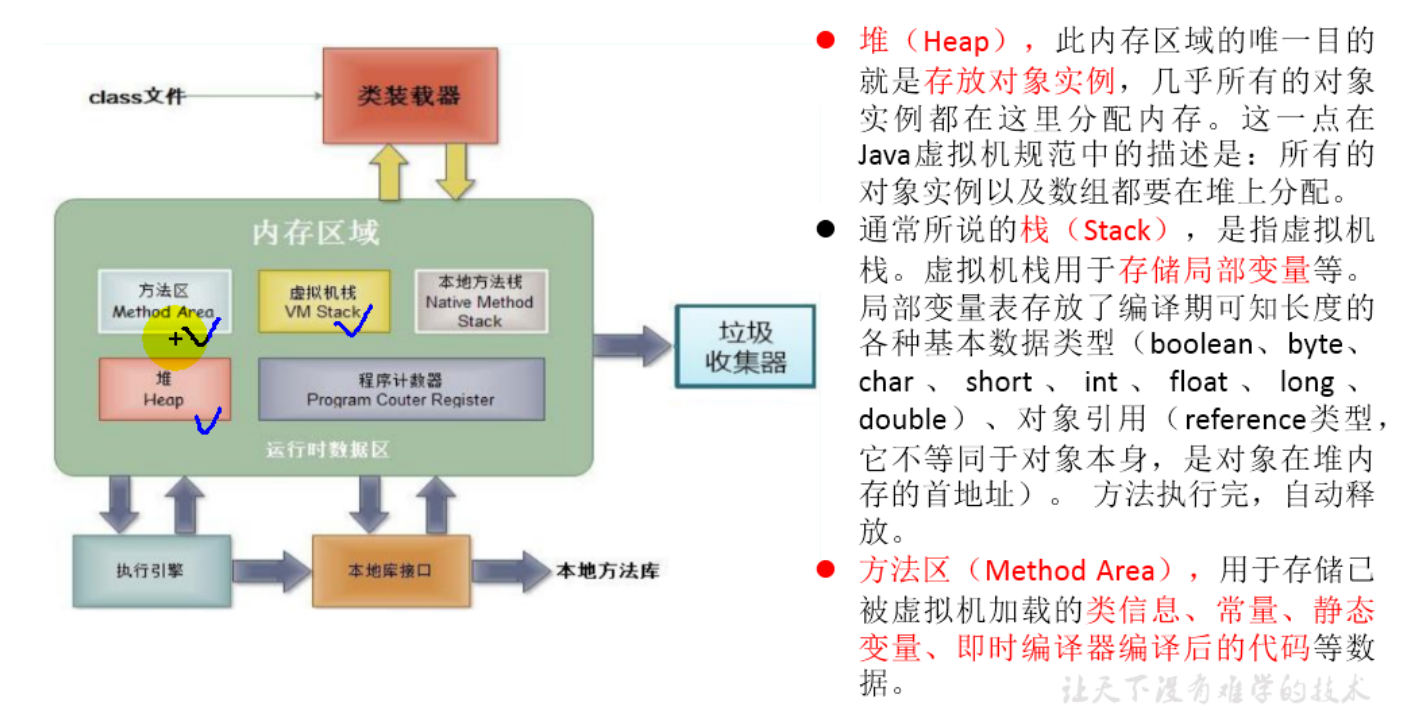 class文件
类装载器
内存区域
方法区
Method Area
虚拟机栈
VM Stack
本地方法栈
Native Method
Stack
堆
Heap
程序计数器
Program Couter Register
运行时数据区
垃圾
收集器
执行引擎
本地库接口
本地方法库
● 堆（Heap），此内存区域的唯一目的
就是存放对象实例，几乎所有的对象
实例都在这里分配内存。这一点在
Java虚拟机规范中的描述是：所有的
对象实例以及数组都要在堆上分配。
● 通常所说的栈（Stack），是指虚拟机
栈。虚拟机栈用于存储局部变量等。
局部变量表存放了编译期可知长度的
各种基本数据类型（boolean、byte、
char 、 short 、 int 、 float 、 long 、
double）、对象引用（reference类型，
它不等同于对象本身，是对象在堆内
存的首地址）。 方法执行完，自动释
放。
● 方法区（Method Area），用于存储已
被虚拟机加载的类信息、常量、静态
变量、即时编译器编译后的代码等数
据。
让天下没有难学的技术